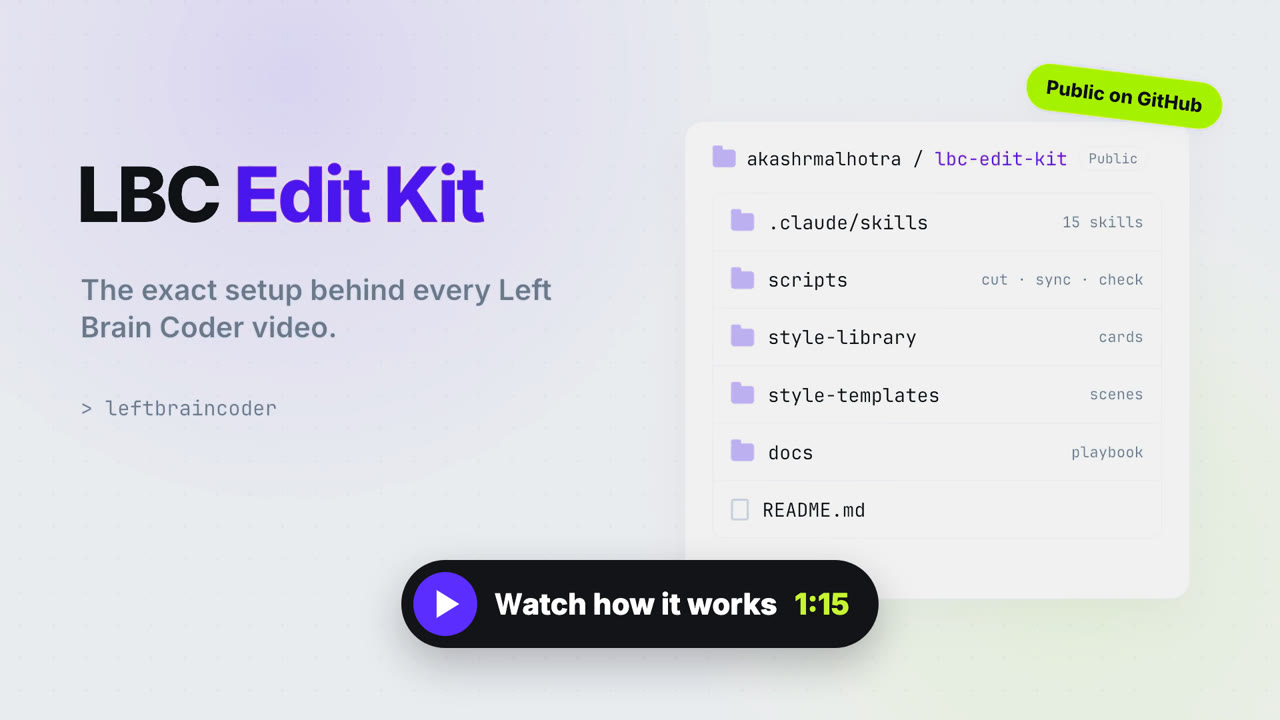 LBC Edit Kit
The exact setup behind every Left
Brain Coder video.
> leftbraincoder
Public on GitHub
akashrmalhotra / lbc-edit-kit Public
.claude/skills 15 skills
scripts cut · sync · check
style-library cards
style-templates scenes
docs playbook
README.md
Watch how it works 1:15